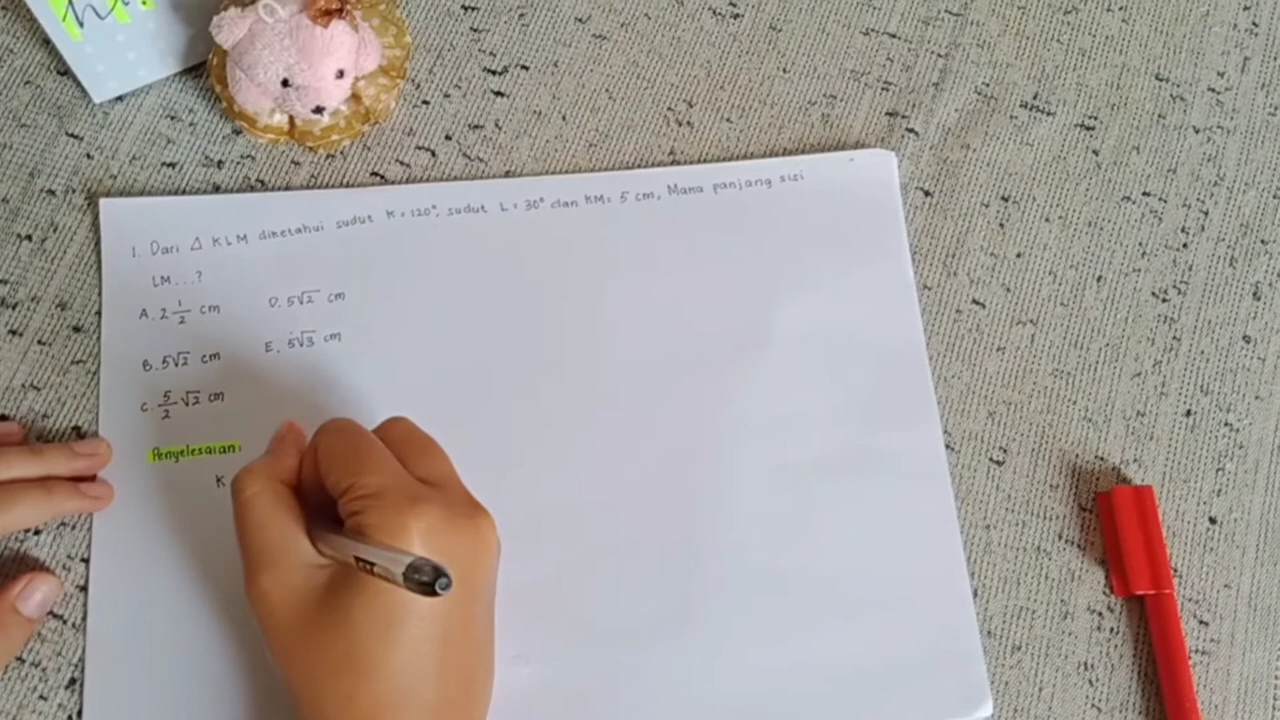 1. Dari △ KLM diketahui sudut K = 120°, sudut L = 30° dan KM = 5 cm, Maka panjang sisi
LM...?
A. 2 1/2 cm D. 5√2 cm
B. 5√2 cm E. 5√3 cm
C. 5/2 √2 cm
Penyelesaian:
K